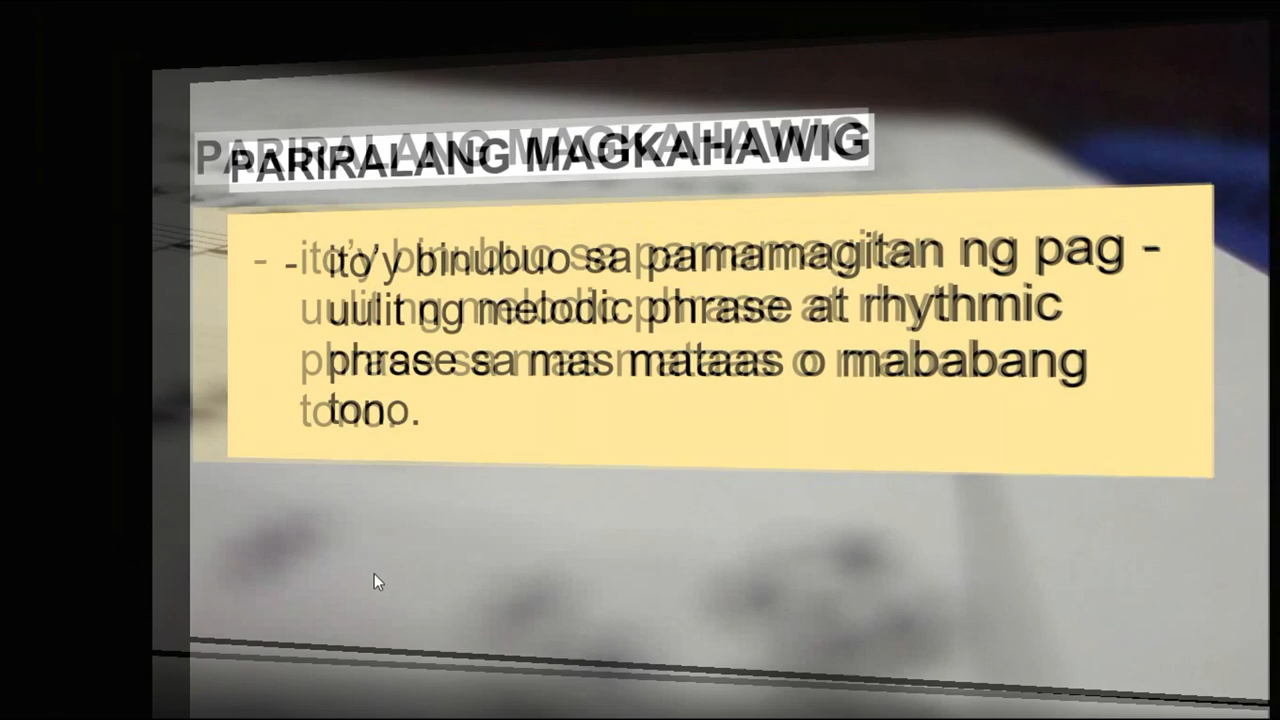 PARIRALANG MAGKAHAWIG
- ito'y binubuo sa pamamagitan ng pag -
uulit ng melodic phrase at rhythmic
phrase sa mas mataas o mababang
tono.